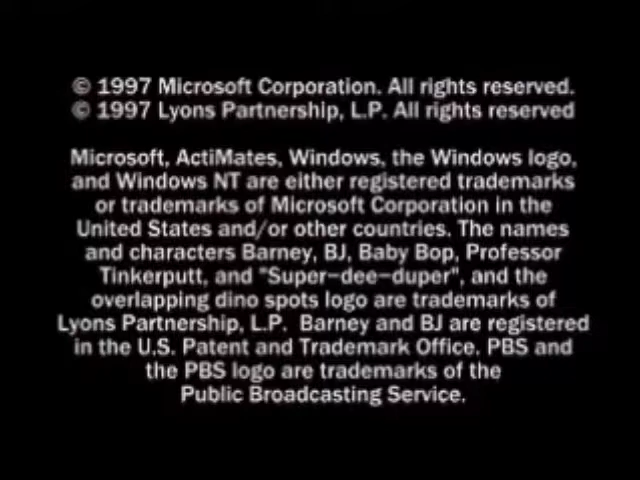 © 1997 Microsoft Corporation. All rights reserved.
© 1997 Lyons Partnership, L.P. All rights reserved
Microsoft, ActiMates, Windows, the Windows logo,
and Windows NT are either registered trademarks
or trademarks of Microsoft Corporation in the
United States and/or other countries. The names
and characters Barney, BJ, Baby Bop, Professor
Tinkerputt, and "Super-dee-duper", and the
overlapping dino spots logo are trademarks of
Lyons Partnership, L.P. Barney and BJ are registered
in the U.S. Patent and Trademark Office. PBS and
the PBS logo are trademarks of the
Public Broadcasting Service.